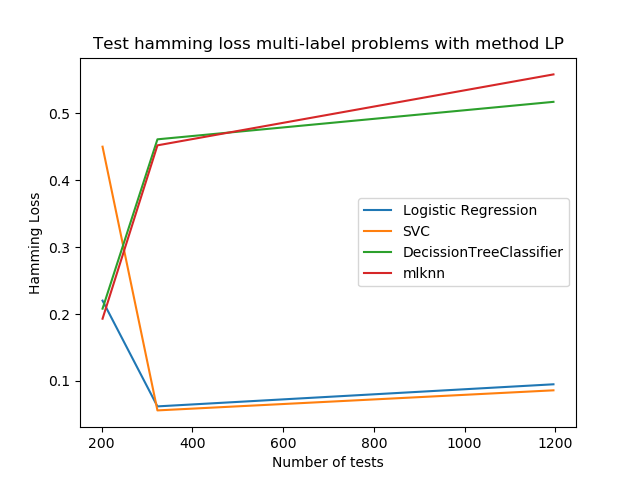 Test hamming loss multi-label problems with method LP
0.5
0.4
0.3
0.2
0.1
Hamming Loss
Logistic Regression
SVC
DecissionTreeClassifier
mlknn
200 400 600 800 1000 1200
Number of tests